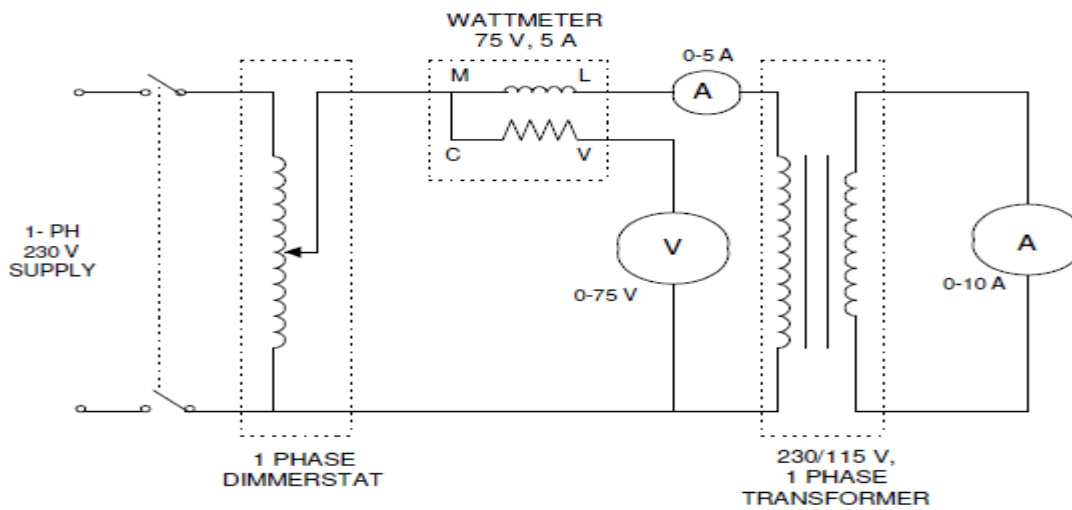 WATTMETER
75 V, 5 A
0-5 A
M
L
A
C
V
1- PH
230 V
SUPPLY
V
A
0-75 V
0-10 A
1 PHASE
DIMMERSTAT
230/115 V,
1 PHASE
TRANSFORMER